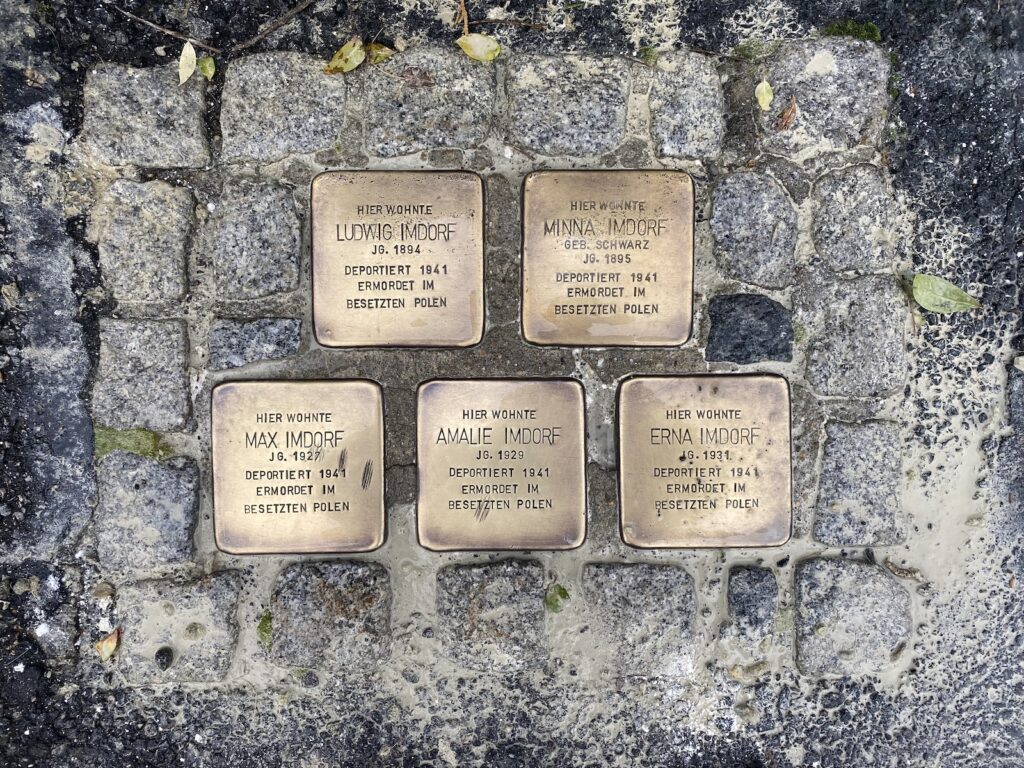 HIER WOHNTE
LUDWIG IMDORF
JG. 1894
DEPORTIERT 1941
ERMORDET IM
BESETZTEN POLEN
HIER WOHNTE
MINNA IMDORF
GEB. SCHWARZ
JG. 1895
DEPORTIERT 1941
ERMORDET IM
BESETZTEN POLEN
HIER WOHNTE
MAX IMDORF
JG. 1927
DEPORTIERT 1941
ERMORDET IM
BESETZTEN POLEN
HIER WOHNTE
AMALIE IMDORF
JG. 1929
DEPORTIERT 1941
ERMORDET IM
BESETZTEN POLEN
HIER WOHNTE
ERNA IMDORF
JG. 1931
DEPORTIERT 1941
ERMORDET IM
BESETZTEN POLEN